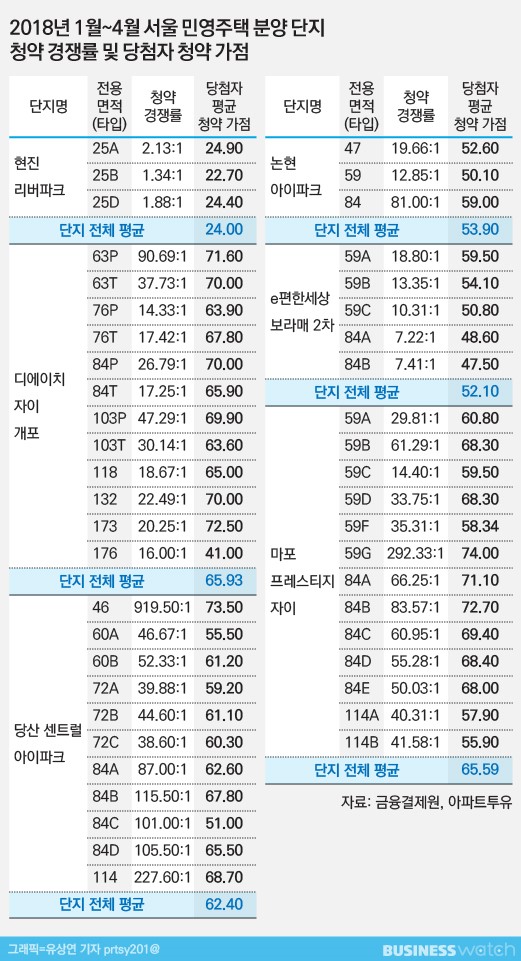 2018년 1월~4월 서울 민영주택 분양 단지
청약 경쟁률 및 당첨자 청약 가점
단지명 전용 면적 (타입) 청약 경쟁률 당첨자 평균 청약 가점
현진 리버파크
25A 2.13:1 24.90
25B 1.34:1 22.70
25D 1.88:1 24.40
단지 전체 평균 24.00
디에이치 자이 개포
63P 90.69:1 71.60
63T 37.73:1 70.00
76P 14.33:1 63.90
76T 17.42:1 67.80
84P 26.79:1 70.00
84T 17.25:1 65.90
103P 47.29:1 69.90
103T 30.14:1 63.60
118 18.67:1 65.00
132 22.49:1 70.00
173 20.25:1 72.50
176 16.00:1 41.00
단지 전체 평균 65.93
당산 센트럴 아이파크
46 919.50:1 73.50
60A 46.67:1 55.50
60B 52.33:1 61.20
72A 39.88:1 59.20
72B 44.60:1 61.10
72C 38.60:1 60.30
84A 87.00:1 62.60
84B 115.50:1 67.80
84C 101.00:1 51.00
84D 105.50:1 65.50
114 227.60:1 68.70
단지 전체 평균 62.40
단지명 전용 면적 (타입) 청약 경쟁률 당첨자 평균 청약 가점
논현 아이파크
47 19.66:1 52.60
59 12.85:1 50.10
84 81.00:1 59.00
단지 전체 평균 53.90
e편한세상 보라매 2차
59A 18.80:1 59.50
59B 13.35:1 54.10
59C 10.31:1 50.80
84A 7.22:1 48.60
84B 7.41:1 47.50
단지 전체 평균 52.10
마포 프레스티지 자이
59A 29.81:1 60.80
59B 61.29:1 68.30
59C 14.40:1 59.50
59D 33.75:1 68.30
59F 35.31:1 58.34
59G 292.33:1 74.00
84A 66.25:1 71.10
84B 83.57:1 72.70
84C 60.95:1 69.40
84D 55.28:1 68.40
84E 50.03:1 68.00
114A 40.31:1 57.90
114B 41.58:1 55.90
단지 전체 평균 65.59
자료: 금융결제원, 아파트투유
그래픽=유상연 기자 prtsy201@
BUSINESSwatch